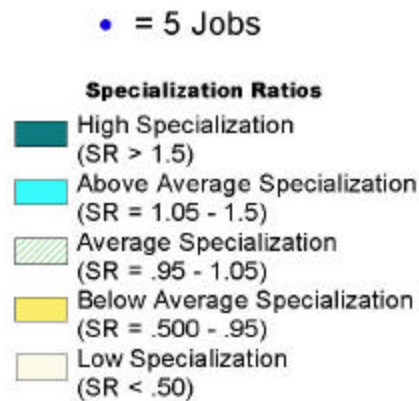 = 5 Jobs
Specialization Ratios
High Specialization
(SR > 1.5)
Above Average Specialization
(SR = 1.05 - 1.5)
Average Specialization
(SR = .95 - 1.05)
Below Average Specialization
(SR = .500 - .95)
Low Specialization
(SR < .50)